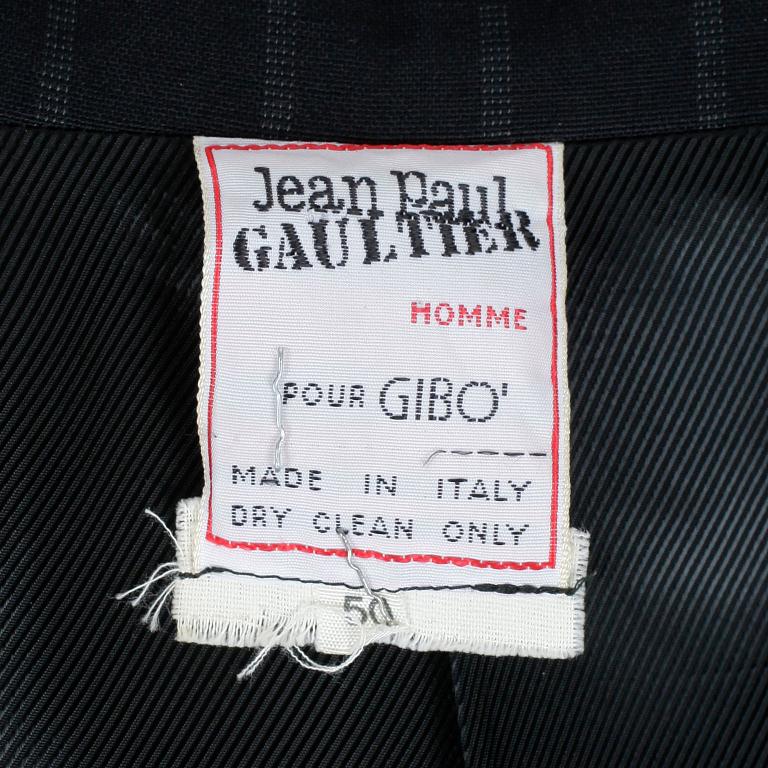 Jean Paul
GAULTIER
HOMME
POUR GIBO'
MADE IN ITALY
DRY CLEAN ONLY
50